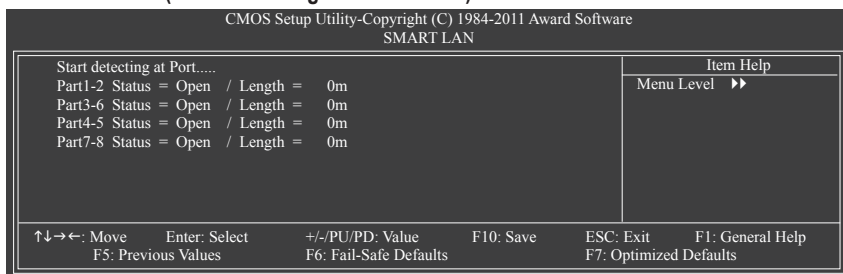 CMOS Setup Utility-Copyright (C) 1984-2011 Award Software
SMART LAN
Start detecting at Port.....
Part1-2 Status = Open / Length = 0m
Part3-6 Status = Open / Length = 0m
Part4-5 Status = Open / Length = 0m
Part7-8 Status = Open / Length = 0m
Item Help
Menu Level ▶▶
↑↓→←: Move Enter: Select +/-/PU/PD: Value F10: Save ESC: Exit F1: General Help
F5: Previous Values F6: Fail-Safe Defaults F7: Optimized Defaults